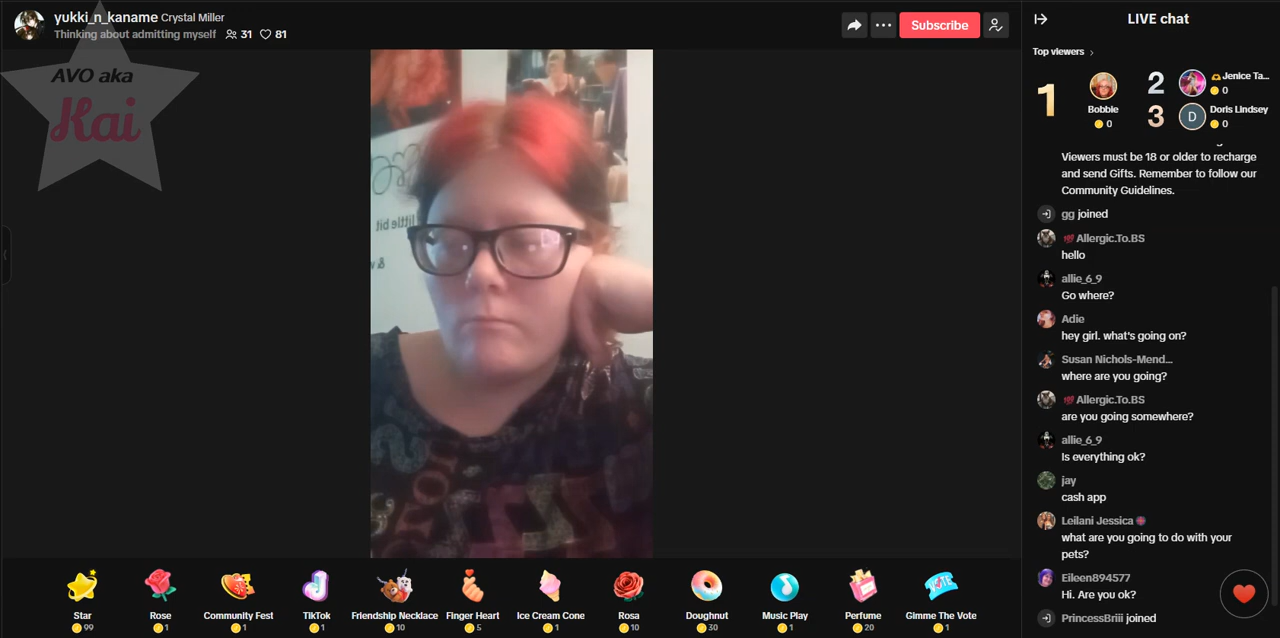 yukki_n_kaname Crystal Miller
Thinking about admitting myself 31 81
AVO aka
Kai
Subscribe
LIVE chat
Top viewers >
1
Bobbie
0
2
Jenice Ta...
0
3
D
Doris Lindsey
0
Viewers must be 18 or older to recharge
and send Gifts. Remember to follow our
Community Guidelines.
gg joined
💯 Allergic.To.BS
hello
allie_6_9
Go where?
Adie
hey girl. what's going on?
Susan Nichols-Mend...
where are you going?
💯 Allergic.To.BS
are you going somewhere?
allie_6_9
Is everything ok?
jay
cash app
Leilani Jessica
what are you going to do with your
pets?
Eileen894577
Hi. Are you ok?
PrincessBriii joined
little bit
&
Star
99
Rose
1
Community Fest
1
TikTok
1
Friendship Necklace
10
Finger Heart
5
Ice Cream Cone
1
Rosa
10
Doughnut
30
Music Play
1
Perfume
20
VOTE
Gimme The Vote
1